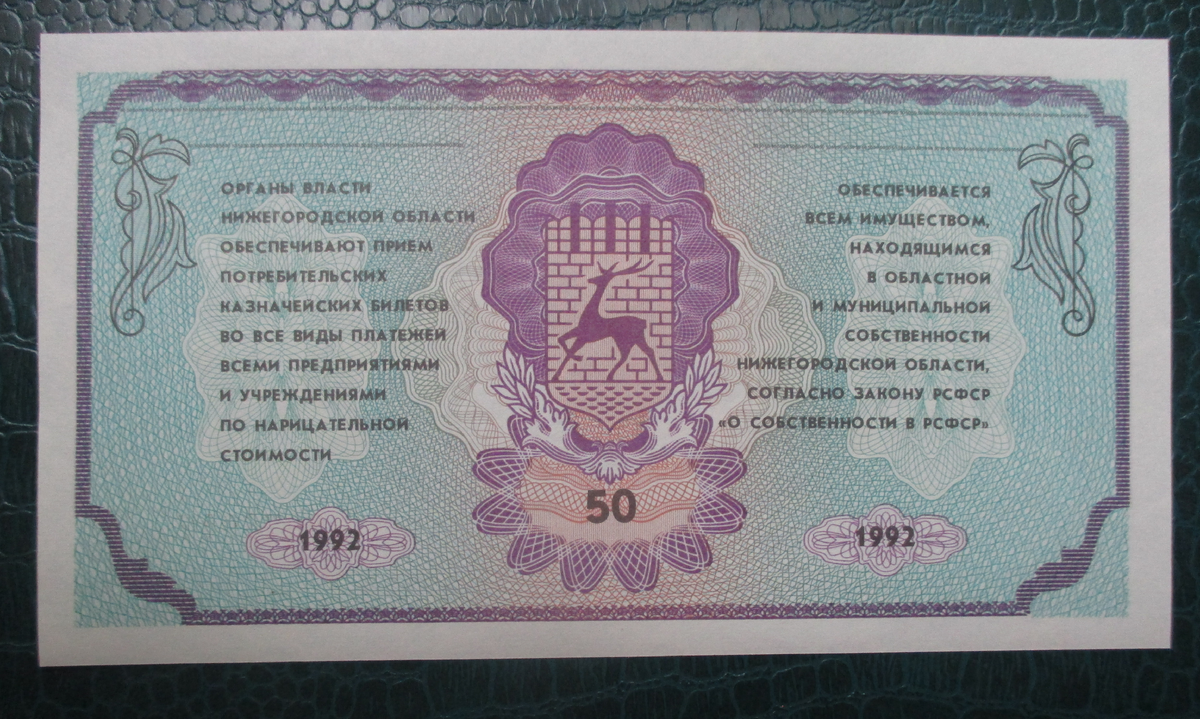 ОРГАНЫ ВЛАСТИ
НИЖЕГОРОДСКОЙ ОБЛАСТИ
ОБЕСПЕЧИВАЮТ ПРИЕМ
ПОТРЕБИТЕЛЬСКИХ
КАЗНАЧЕЙСКИХ БИЛЕТОВ
ВО ВСЕ ВИДЫ ПЛАТЕЖЕЙ
ВСЕМИ ПРЕДПРИЯТИЯМИ
И УЧРЕЖДЕНИЯМИ
ПО НАРИЦАТЕЛЬНОЙ
СТОИМОСТИ
ОБЕСПЕЧИВАЕТСЯ
ВСЕМ ИМУЩЕСТВОМ,
НАХОДЯЩИМСЯ
В ОБЛАСТНОЙ
И МУНИЦИПАЛЬНОЙ
СОБСТВЕННОСТИ
НИЖЕГОРОДСКОЙ ОБЛАСТИ,
СОГЛАСНО ЗАКОНУ РСФСР
«О СОБСТВЕННОСТИ В РСФСР»
50
1992
1992